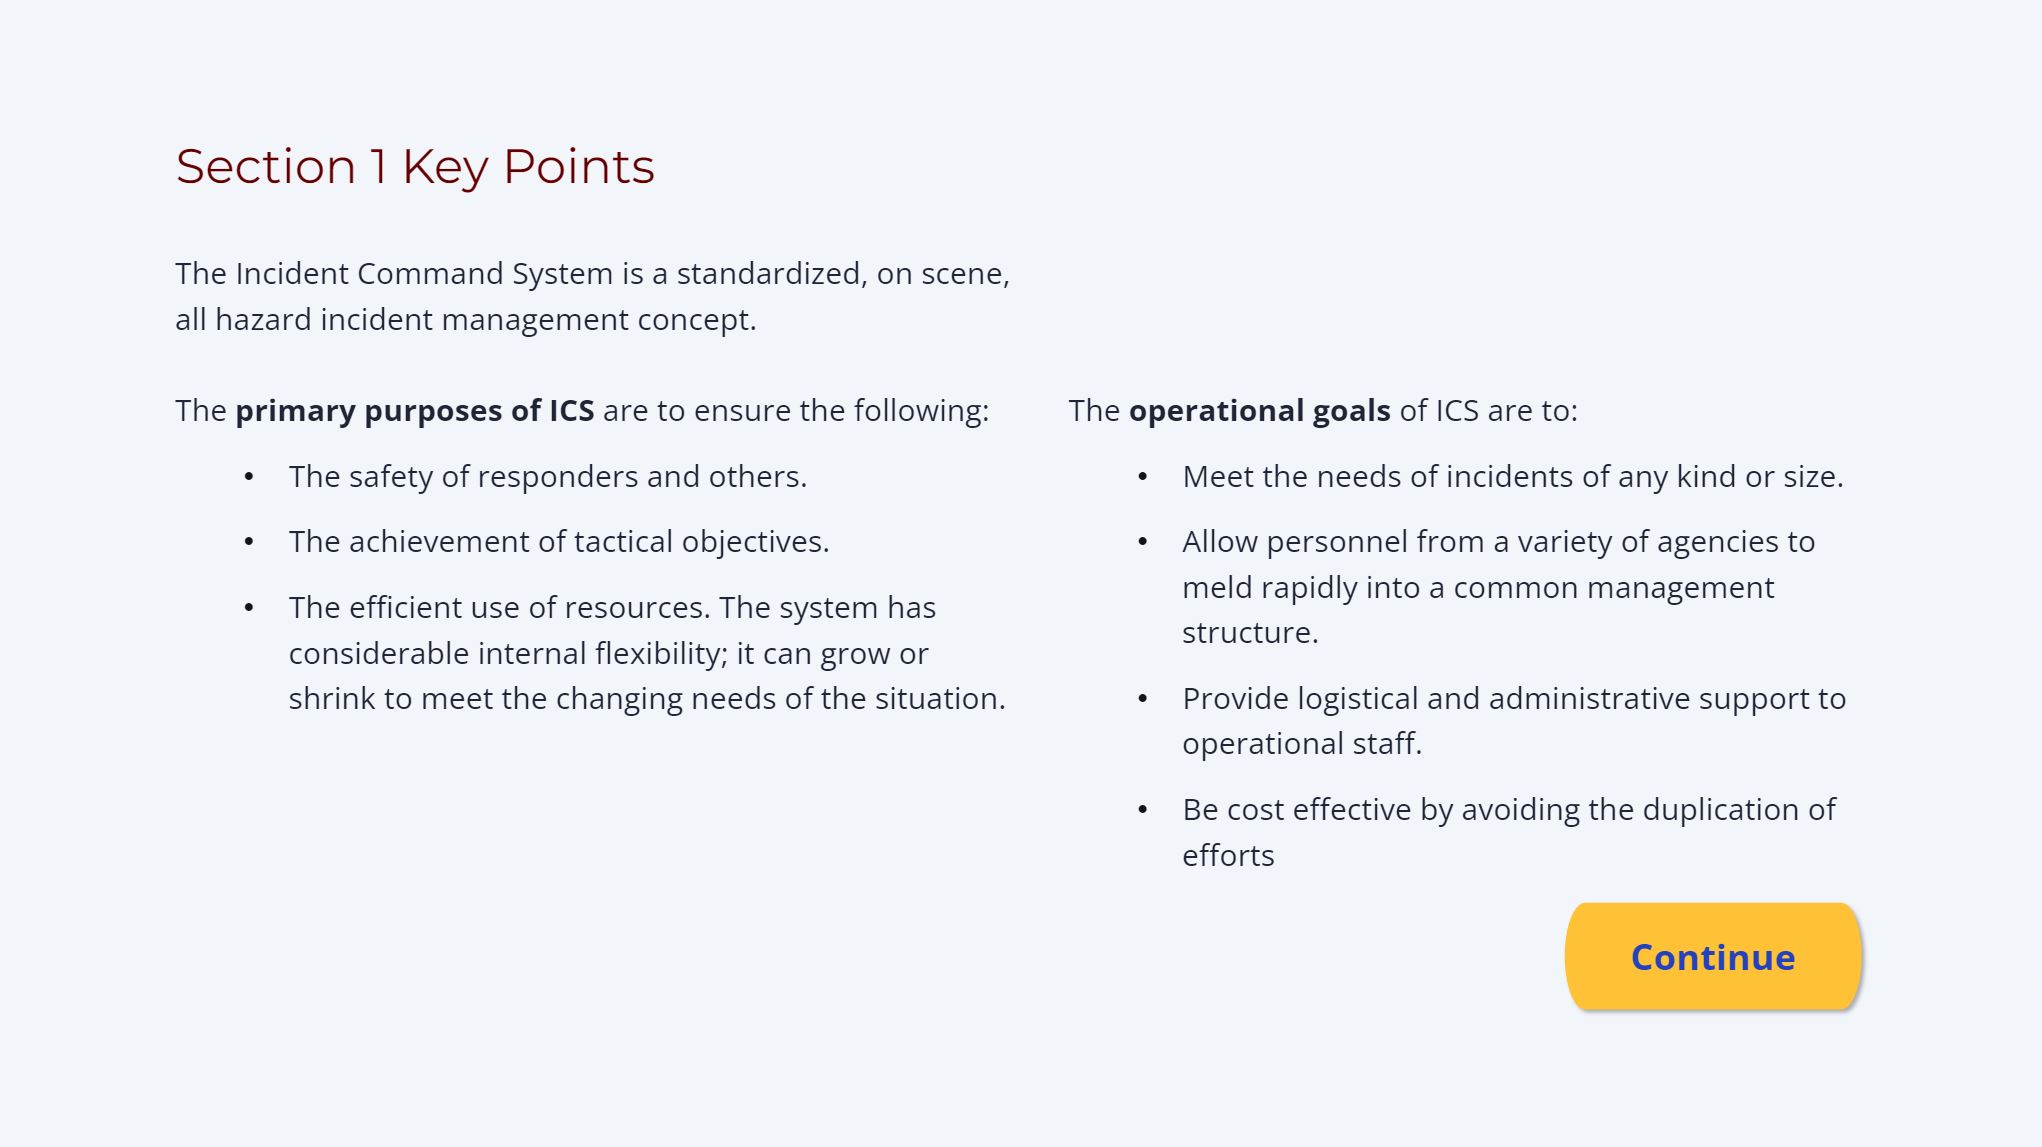 Section 1 Key Points
The Incident Command System is a standardized, on scene,
all hazard incident management concept.
The primary purposes of ICS are to ensure the following:
• The safety of responders and others.
• The achievement of tactical objectives.
• The efficient use of resources. The system has
considerable internal flexibility; it can grow or
shrink to meet the changing needs of the situation.
The operational goals of ICS are to:
• Meet the needs of incidents of any kind or size.
• Allow personnel from a variety of agencies to
meld rapidly into a common management
structure.
• Provide logistical and administrative support to
operational staff.
• Be cost effective by avoiding the duplication of
efforts
Continue